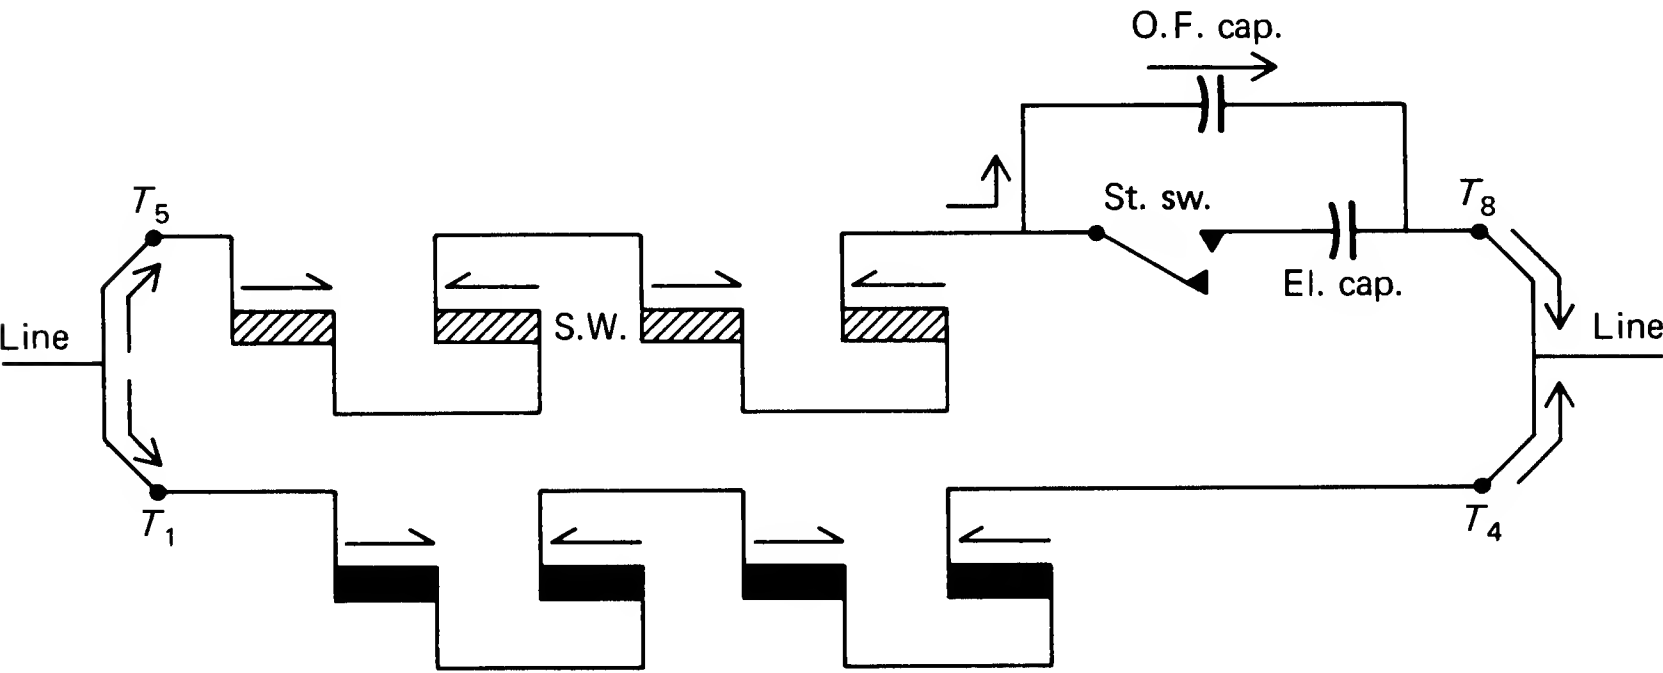 O.F. cap.
T5
St. sw.
T8
Line
S.W.
El. cap.
Line
T1
T4